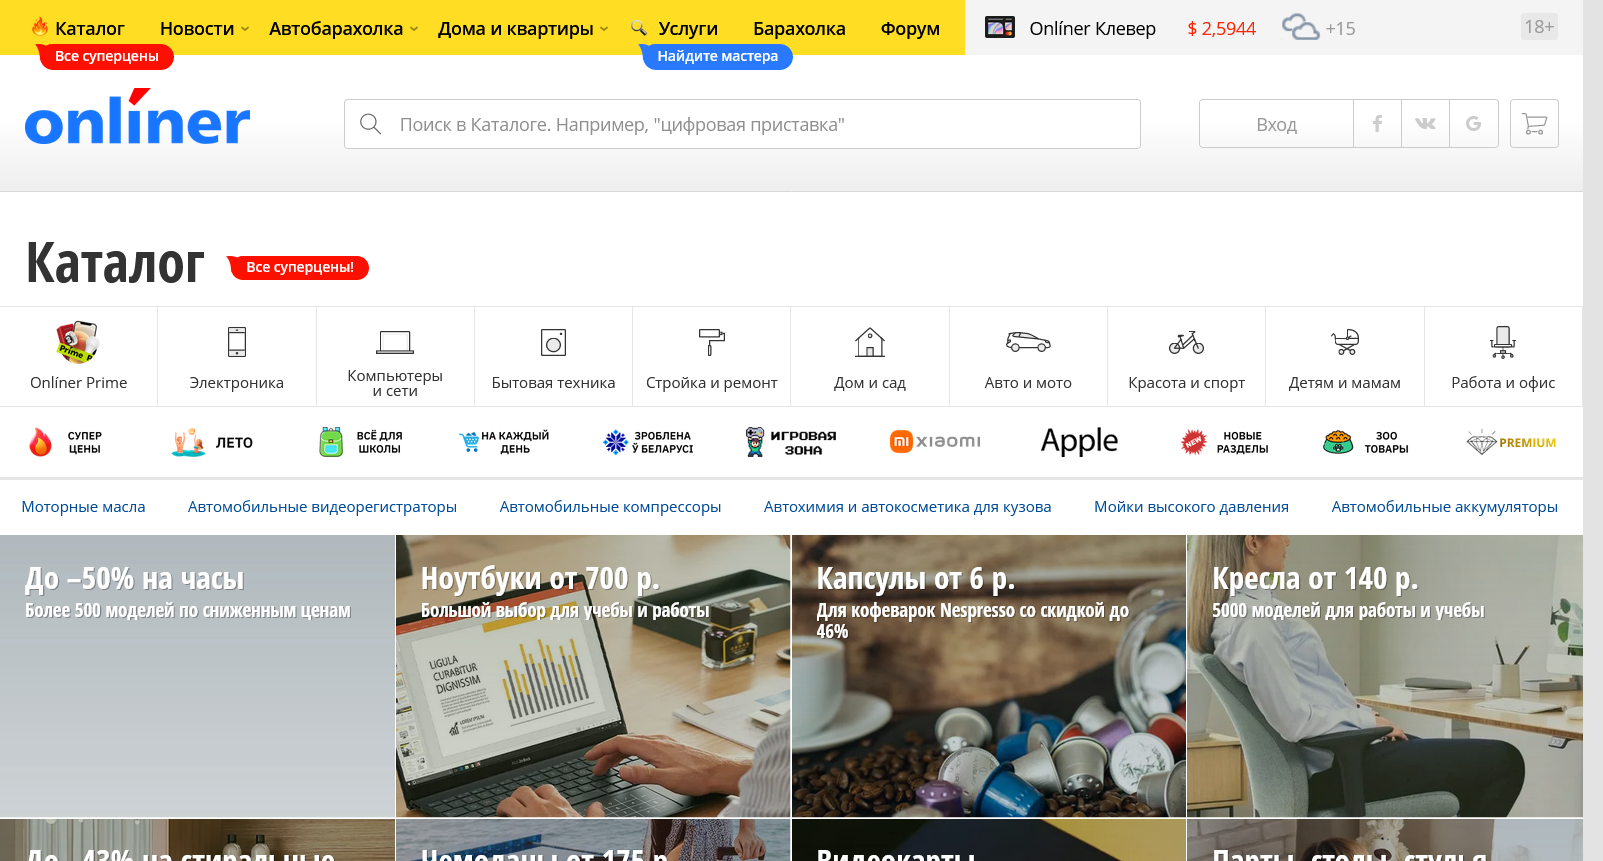 Каталог
Новости
Автобарахолка
Дома и квартиры
Услуги
Барахолка
Форум
Onlíner Клевер
$ 2,5944
+15
18+
Все суперцены
Найдите мастера
onlíner
Поиск в Каталоге. Например, "цифровая приставка"
Вход
Каталог
Все суперцены!
Onlíner Prime
Электроника
Компьютеры
и сети
Бытовая техника
Стройка и ремонт
Дом и сад
Авто и мото
Красота и спорт
Детям и мамам
Работа и офис
СУПЕР
ЦЕНЫ
ЛЕТО
ВСЁ ДЛЯ
ШКОЛЫ
НА КАЖДЫЙ
ДЕНЬ
ЗРОБЛЕНА
Ў БЕЛАРУСІ
ИГРОВАЯ
ЗОНА
xiaomi
Apple
NEW
НОВЫЕ
РАЗДЕЛЫ
ЗОО
ТОВАРЫ
PREMIUM
Моторные масла
Автомобильные видеорегистраторы
Автомобильные компрессоры
Автохимия и автокосметика для кузова
Мойки высокого давления
Автомобильные аккумуляторы
До –50% на часы
Более 500 моделей по сниженным ценам
Ноутбуки от 700 р.
Большой выбор для учебы и работы
LIGULA
CURABITUR
DIGNISSIM
Капсулы от 6 р.
Для кофеварок Nespresso со скидкой до
46%
Кресла от 140 р.
5000 моделей для работы и учебы
До –43% на стиральные
Чемоданы от 175 р.
Видеокарты
Парты, столы, стулья